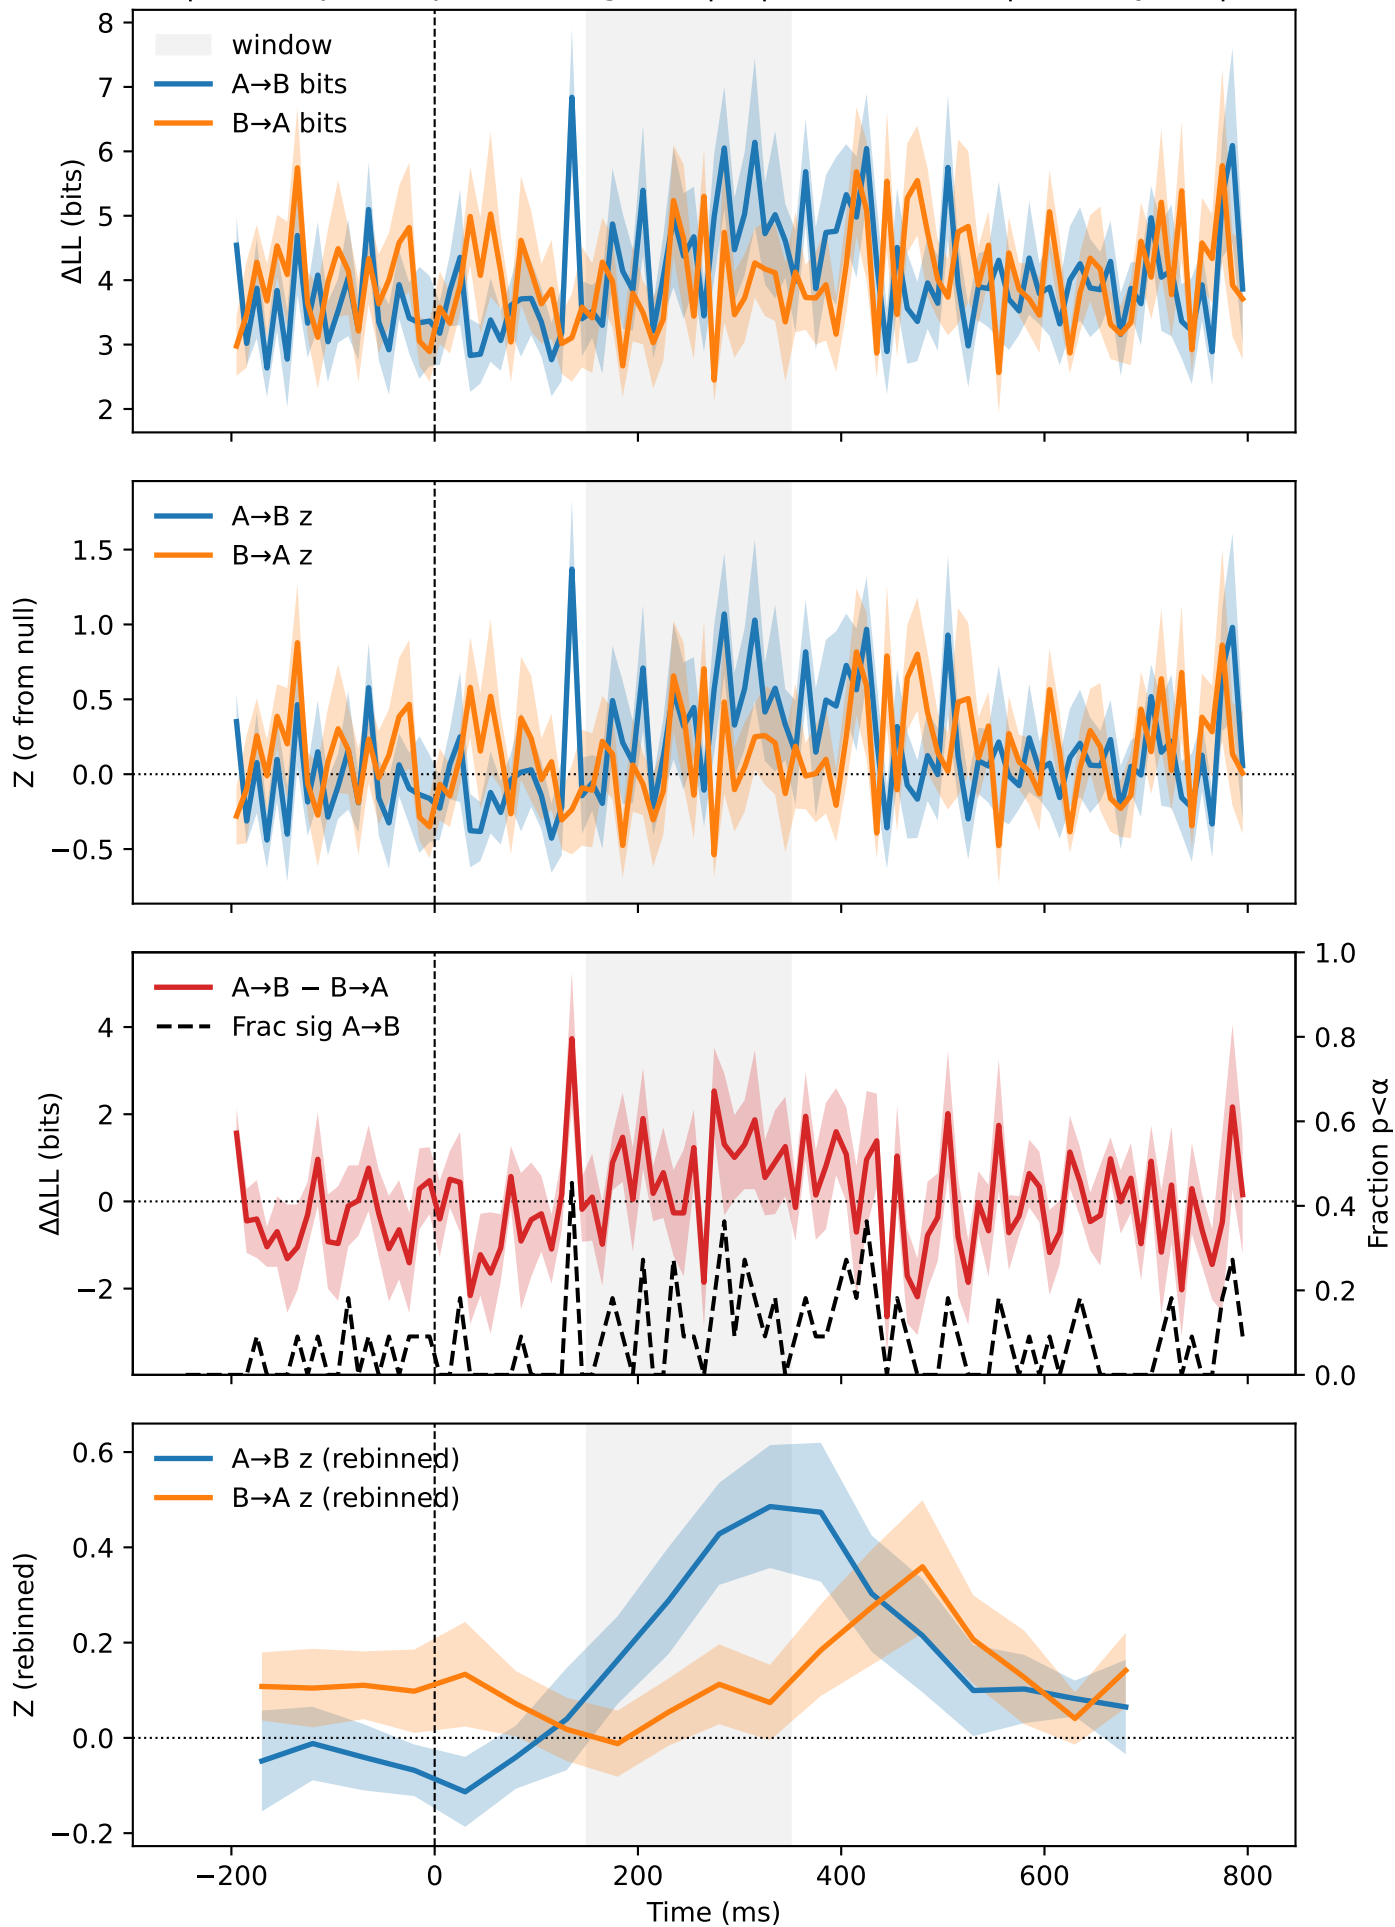 window
A→B bits
B→A bits
ΔLL (bits)
8
7
6
5
4
3
2
A→B z
B→A z
Z (σ from null)
1.5
1.0
0.5
0.0
−0.5
A→B − B→A
Frac sig A→B
ΔΔLL (bits)
4
2
0
−2
1.0
0.8
0.6
0.4
0.2
0.0
Fraction p<α
A→B z (rebinned)
B→A z (rebinned)
Z (rebinned)
0.6
0.4
0.2
0.0
−0.2
−200 0 200 400 600 800
Time (ms)